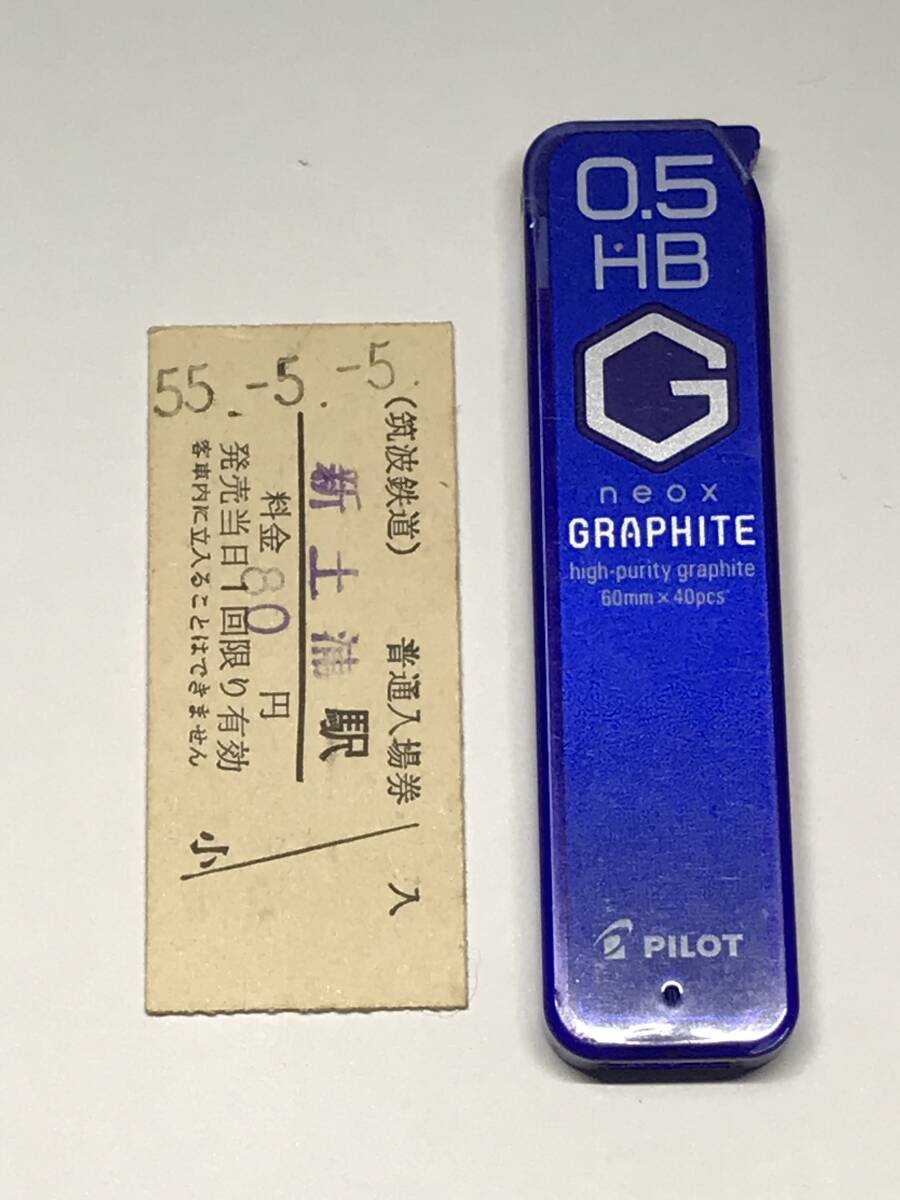 55.-5.-5.
(筑波鉄道) 普通入場券
新土浦駅
料金80円
発売当日1回限り有効
客車内に立入ることはできません
入
小
0.5
HB
G
neox
GRAPHITE
high-purity graphite
60mm×40pcs
PILOT